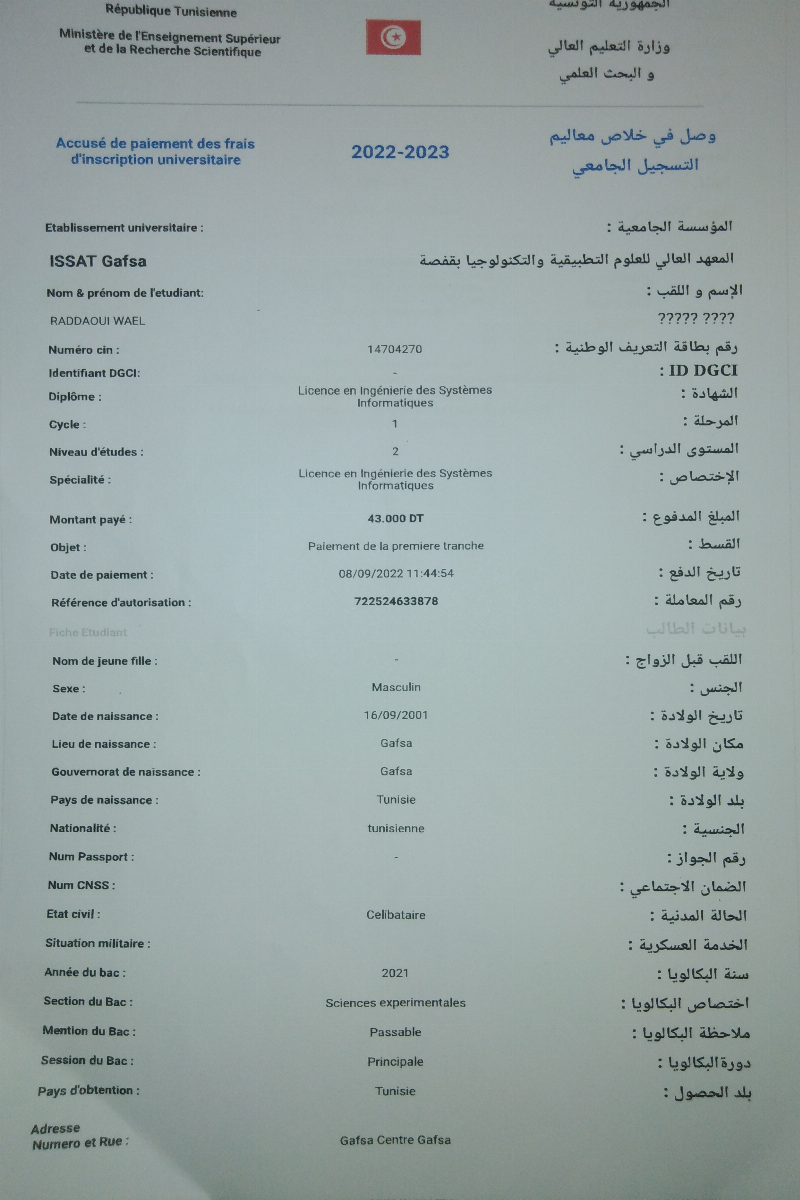 République Tunisienne
الجمهورية التونسية
Ministère de l'Enseignement Supérieur
et de la Recherche Scientifique
وزارة التعليم العالي
و البحث العلمي
Accusé de paiement des frais
d'inscription universitaire
2022-2023
وصل في خلاص معاليم
التسجيل الجامعي
Etablissement universitaire : المؤسسة الجامعية :
ISSAT Gafsa المعهد العالي للعلوم التطبيقية والتكنولوجيا بقفصة
Nom & prénom de l'etudiant: الإسم و اللقب :
RADDAOUI WAEL ????? ????
Numéro cin : 14704270 رقم بطاقة التعريف الوطنية :
Identifiant DGCI: - ID DGCI :
Diplôme : Licence en Ingénierie des Systèmes
Informatiques الشهادة :
Cycle : 1 المرحلة :
Niveau d'études : 2 المستوى الدراسي :
Spécialité : Licence en Ingénierie des Systèmes
Informatiques الإختصاص :
Montant payé : 43.000 DT المبلغ المدفوع :
Objet : Paiement de la premiere tranche القسط :
Date de paiement : 08/09/2022 11:44:54 تاريخ الدفع :
Référence d'autorisation : 722524633878 رقم المعاملة :
Fiche Etudiant بيانات الطالب
Nom de jeune fille : - اللقب قبل الزواج :
Sexe : Masculin الجنس :
Date de naissance : 16/09/2001 تاريخ الولادة :
Lieu de naissance : Gafsa مكان الولادة :
Gouvernorat de naissance : Gafsa ولاية الولادة :
Pays de naissance : Tunisie بلد الولادة :
Nationalité : tunisienne الجنسية :
Num Passport : - رقم الجواز :
Num CNSS : الضمان الاجتماعي :
Etat civil : Celibataire الحالة المدنية :
Situation militaire : الخدمة العسكرية :
Année du bac : 2021 سنة البكالويا :
Section du Bac : Sciences experimentales اختصاص البكالويا :
Mention du Bac : Passable ملاحظة البكالويا :
Session du Bac : Principale دورة البكالويا :
Pays d'obtention : Tunisie بلد الحصول :
Adresse
Numero et Rue : Gafsa Centre Gafsa